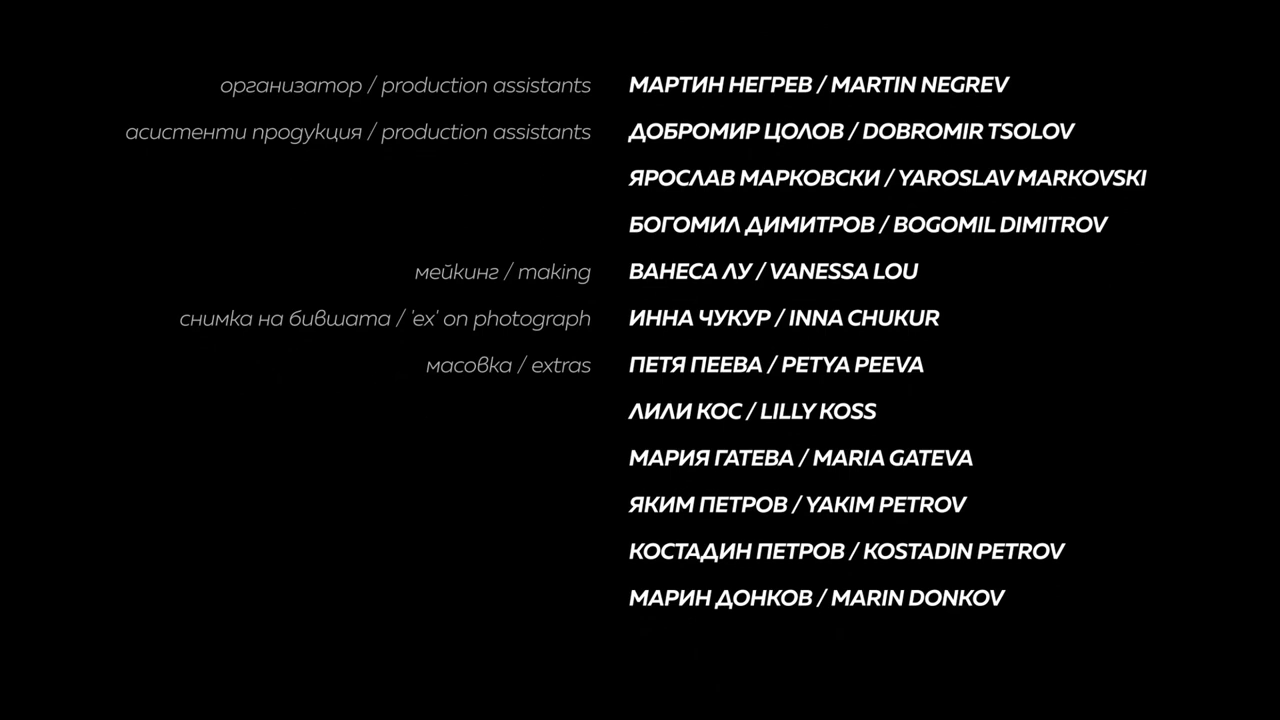 организатор / production assistants МАРТИН НЕГРЕВ / MARTIN NEGREV
асистенти продукция / production assistants ДОБРОМИР ЦОЛОВ / DOBROMIR TSOLOV
ЯРОСЛАВ МАРКОВСКИ / YAROSLAV MARKOVSKI
БОГОМИЛ ДИМИТРОВ / BOGOMIL DIMITROV
мейкинг / making ВАНЕСА ЛУ / VANESSA LOU
снимка на бившата / 'ex' on photograph ИННА ЧУКУР / INNA CHUKUR
масовка / extras ПЕТЯ ПЕЕВА / PETYA PEEVA
ЛИЛИ КОС / LILLY KOSS
МАРИЯ ГАТЕВА / MARIA GATEVA
ЯКИМ ПЕТРОВ / YAKIM PETROV
КОСТАДИН ПЕТРОВ / KOSTADIN PETROV
МАРИН ДОНКОВ / MARIN DONKOV